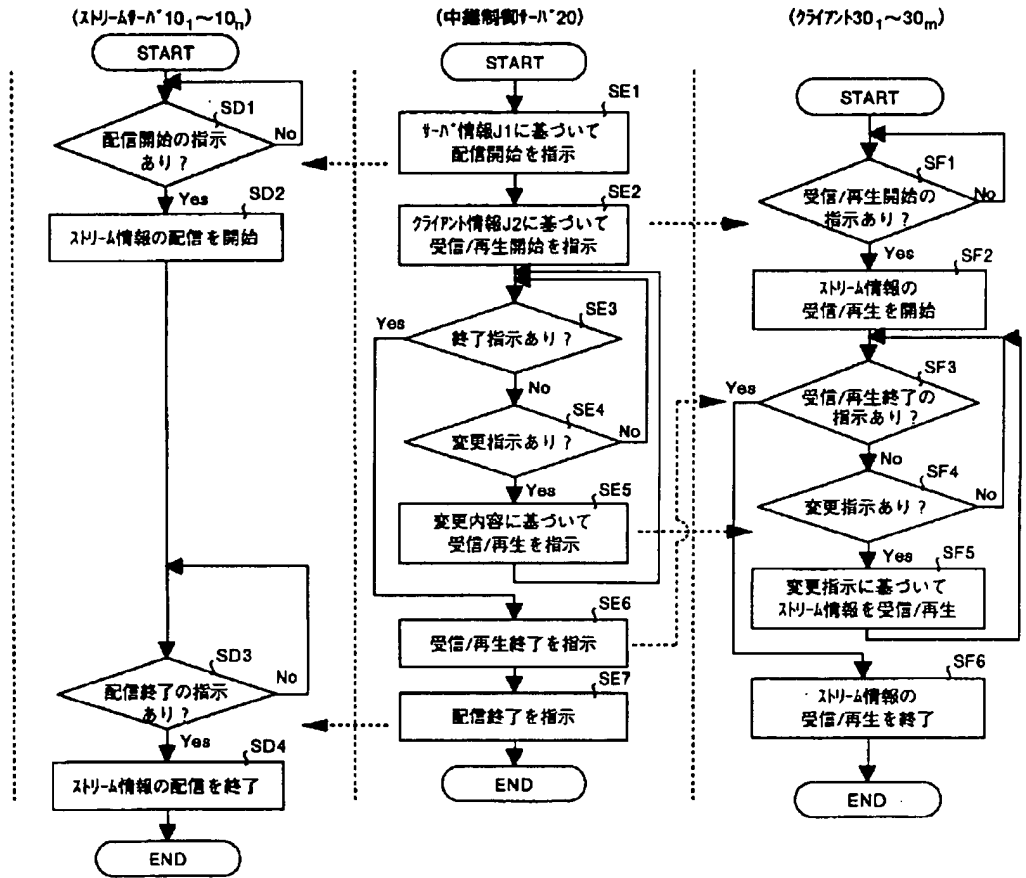 (ｽﾄﾘｰﾑｻｰﾊﾞ10₁～10ₙ)
START
SD1
配信開始の指示
あり？
No
Yes
SD2
ｽﾄﾘｰﾑ情報の配信を開始
SD3
配信終了の指示
あり？
No
Yes
SD4
ｽﾄﾘｰﾑ情報の配信を終了
END
(中継制御ｻｰﾊﾞ20)
START
SE1
ｻｰﾊﾞ情報J1に基づいて
配信開始を指示
SE2
ｸﾗｲｱﾝﾄ情報J2に基づいて
受信/再生開始を指示
SE3
Yes
終了指示あり？
No
SE4
変更指示あり？
No
Yes
SE5
変更内容に基づいて
受信/再生を指示
SE6
受信/再生終了を指示
SE7
配信終了を指示
END
(ｸﾗｲｱﾝﾄ30₁～30ₘ)
START
SF1
受信/再生開始の
指示あり？
No
Yes
SF2
ｽﾄﾘｰﾑ情報の
受信/再生を開始
SF3
Yes
受信/再生終了の
指示あり？
No
SF4
変更指示あり？
No
Yes
SF5
変更指示に基づいて
ｽﾄﾘｰﾑ情報を受信/再生
SF6
ｽﾄﾘｰﾑ情報の
受信/再生を終了
END